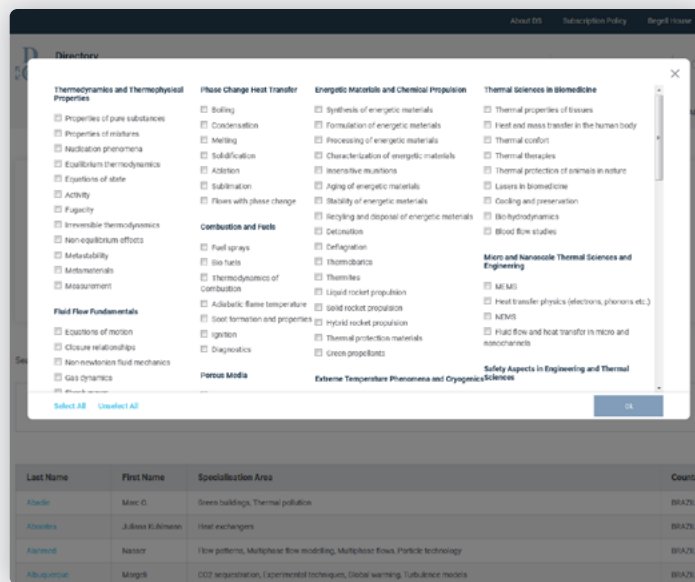 About DS Subscription Policy Begell House
Directory
Thermodynamics and Thermophysical
Properties
Properties of pure substances
Properties of mixtures
Nucleation phenomena
Equilibrium thermodynamics
Equations of state
Activity
Fugacity
Irreversible thermodynamics
Non-equilibrium effects
Metastability
Metamaterials
Measurement
Fluid Flow Fundamentals
Equations of motion
Closure relationships
Non-newtonian fluid mechanics
Gas dynamics
Phase Change Heat Transfer
Boiling
Condensation
Melting
Solidification
Ablation
Sublimation
Flows with phase change
Combustion and Fuels
Fuel sprays
Bio fuels
Thermodynamics of
Combustion
Adiabatic flame temperature
Soot formation and properties
Ignition
Diagnostics
Porous Media
Energetic Materials and Chemical Propulsion
Synthesis of energetic materials
Formulation of energetic materials
Processing of energetic materials
Characterization of energetic materials
Insensitive munitions
Aging of energetic materials
Stability of energetic materials
Recyling and disposal of energetic materials
Detonation
Deflagration
Thermobarics
Thermites
Liquid rocket propulsion
Solid rocket propulsion
Hybrid rocket propulsion
Thermal protection materials
Green propellants
Extreme Temperature Phenomena and Cryogenics
Thermal Sciences in Biomedicine
Thermal properties of tissues
Heat and mass transfer in the human body
Thermal confort
Thermal therapies
Thermal protection of animals in nature
Lasers in biomedicine
Cooling and preservation
Bio hydrodynamics
Blood flow studies
Micro and Nanoscale Thermal Sciences and
Engineering
MEMS
Heat transfer physics (electrons, phonons etc.)
NEMS
Fluid flow and heat transfer in micro and
nanochannels
Safety Aspects in Engineering and Thermal
Sciences
Select All Unselect All
Ok
Last Name First Name Specialisation Area
Abadie Marc O. Green buildings, Thermal pollution BRAZIL
Abrantes Juliana Kuhlmann Heat exchangers BRAZIL
Nasser Flow patterns, Multiphase flow modelling, Multiphase flows, Particle technology BRAZIL
Albuquerque CO2 sequestration, Experimental techniques, Global warming, Turbulence models BRAZIL